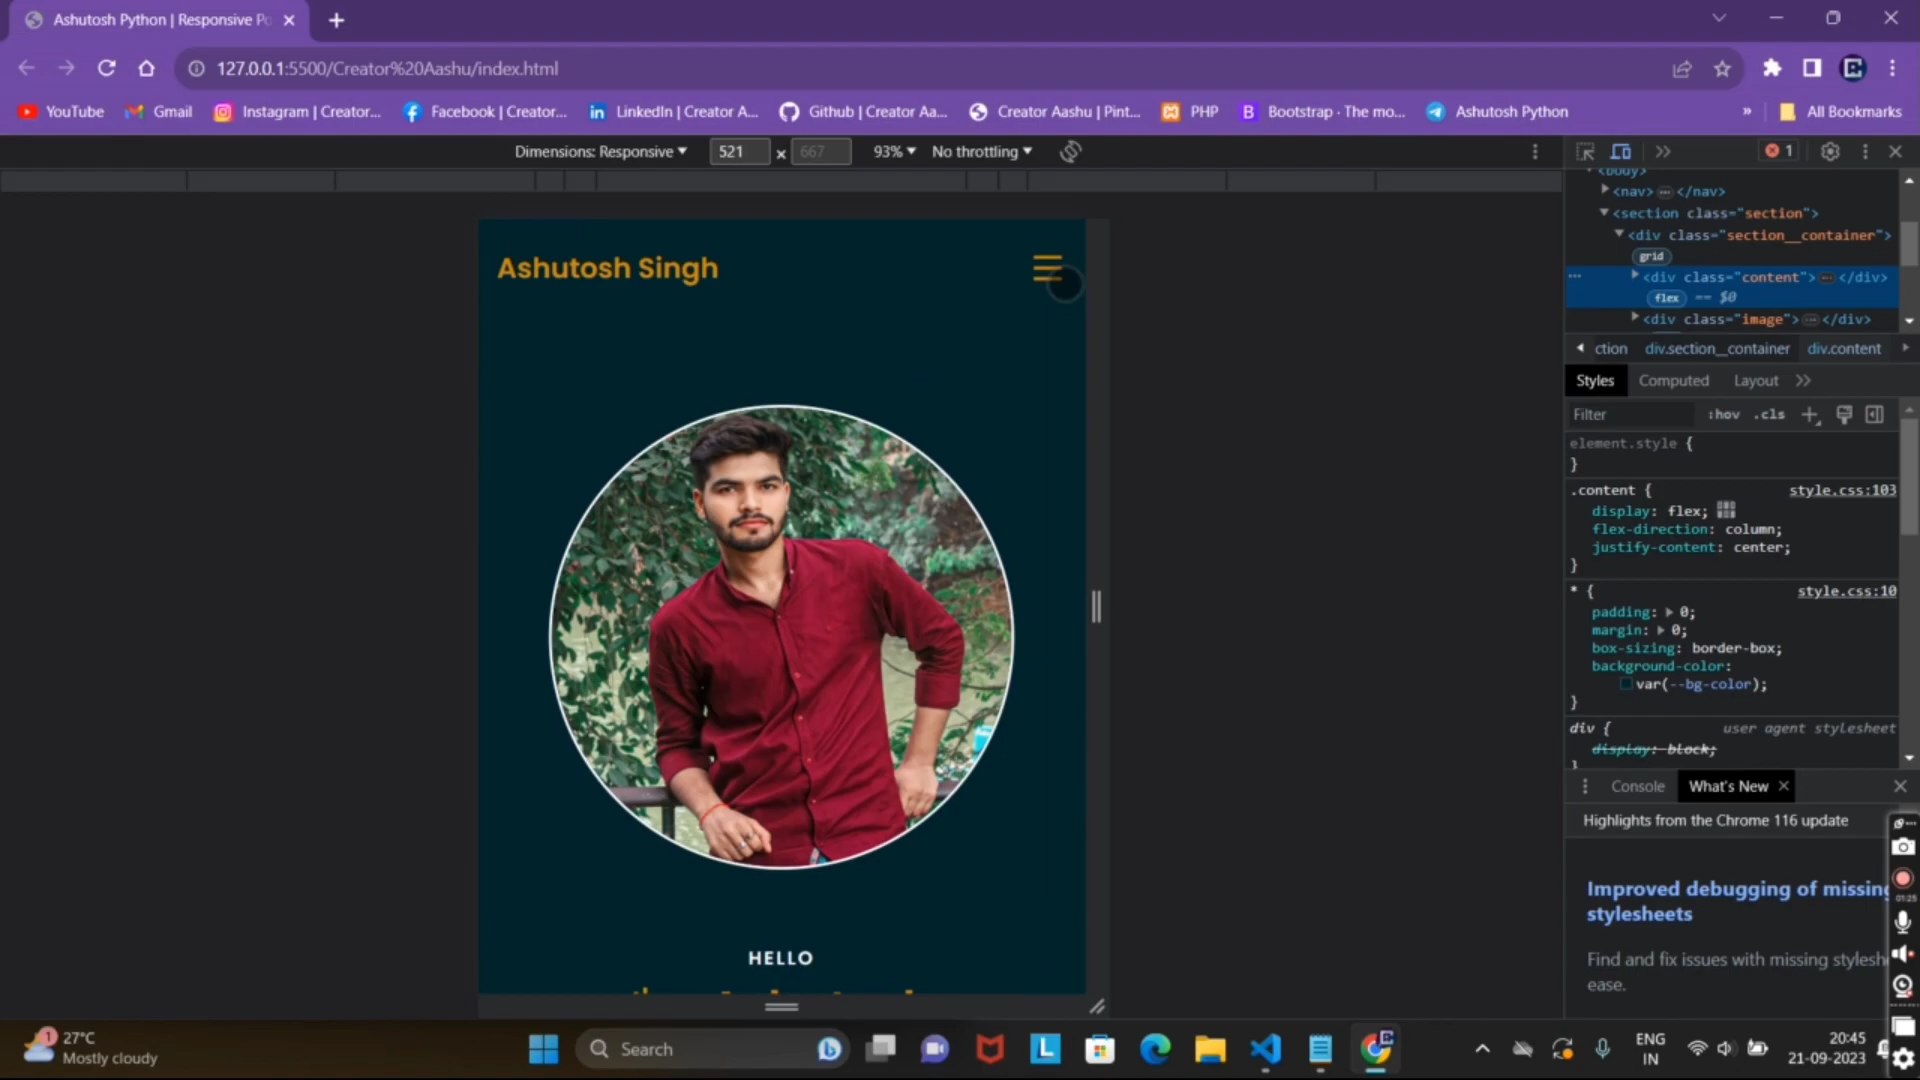 Ashutosh Python | Responsive Po
127.0.0.1:5500/Creator%20Aashu/index.html
YouTube Gmail Instagram | Creator... Facebook | Creator... LinkedIn | Creator A... Github | Creator Aa... Creator Aashu | Pint... PHP Bootstrap · The mo... Ashutosh Python » All Bookmarks
Dimensions: Responsive 521 x 667 93% No throttling
1
<body>
<nav> ••• </nav>
<section class="section">
<div class="section__container">
grid
<div class="content"> ••• </div>
flex == $0
<div class="image"> ••• </div>
ction div.section__container div.content
Styles Computed Layout
Filter :hov .cls
element.style {
}
.content { style.css:103
display: flex;
flex-direction: column;
justify-content: center;
}
* { style.css:10
padding: 0;
margin: 0;
box-sizing: border-box;
background-color:
var(--bg-color);
}
div { user agent stylesheet
display: block;
Console What's New
Highlights from the Chrome 116 update
Improved debugging of missing
stylesheets
Find and fix issues with missing stylesh
ease.
01:25
Ashutosh Singh
HELLO
1 27°C
Mostly cloudy
Search
ENG
IN
20:45
21-09-2023